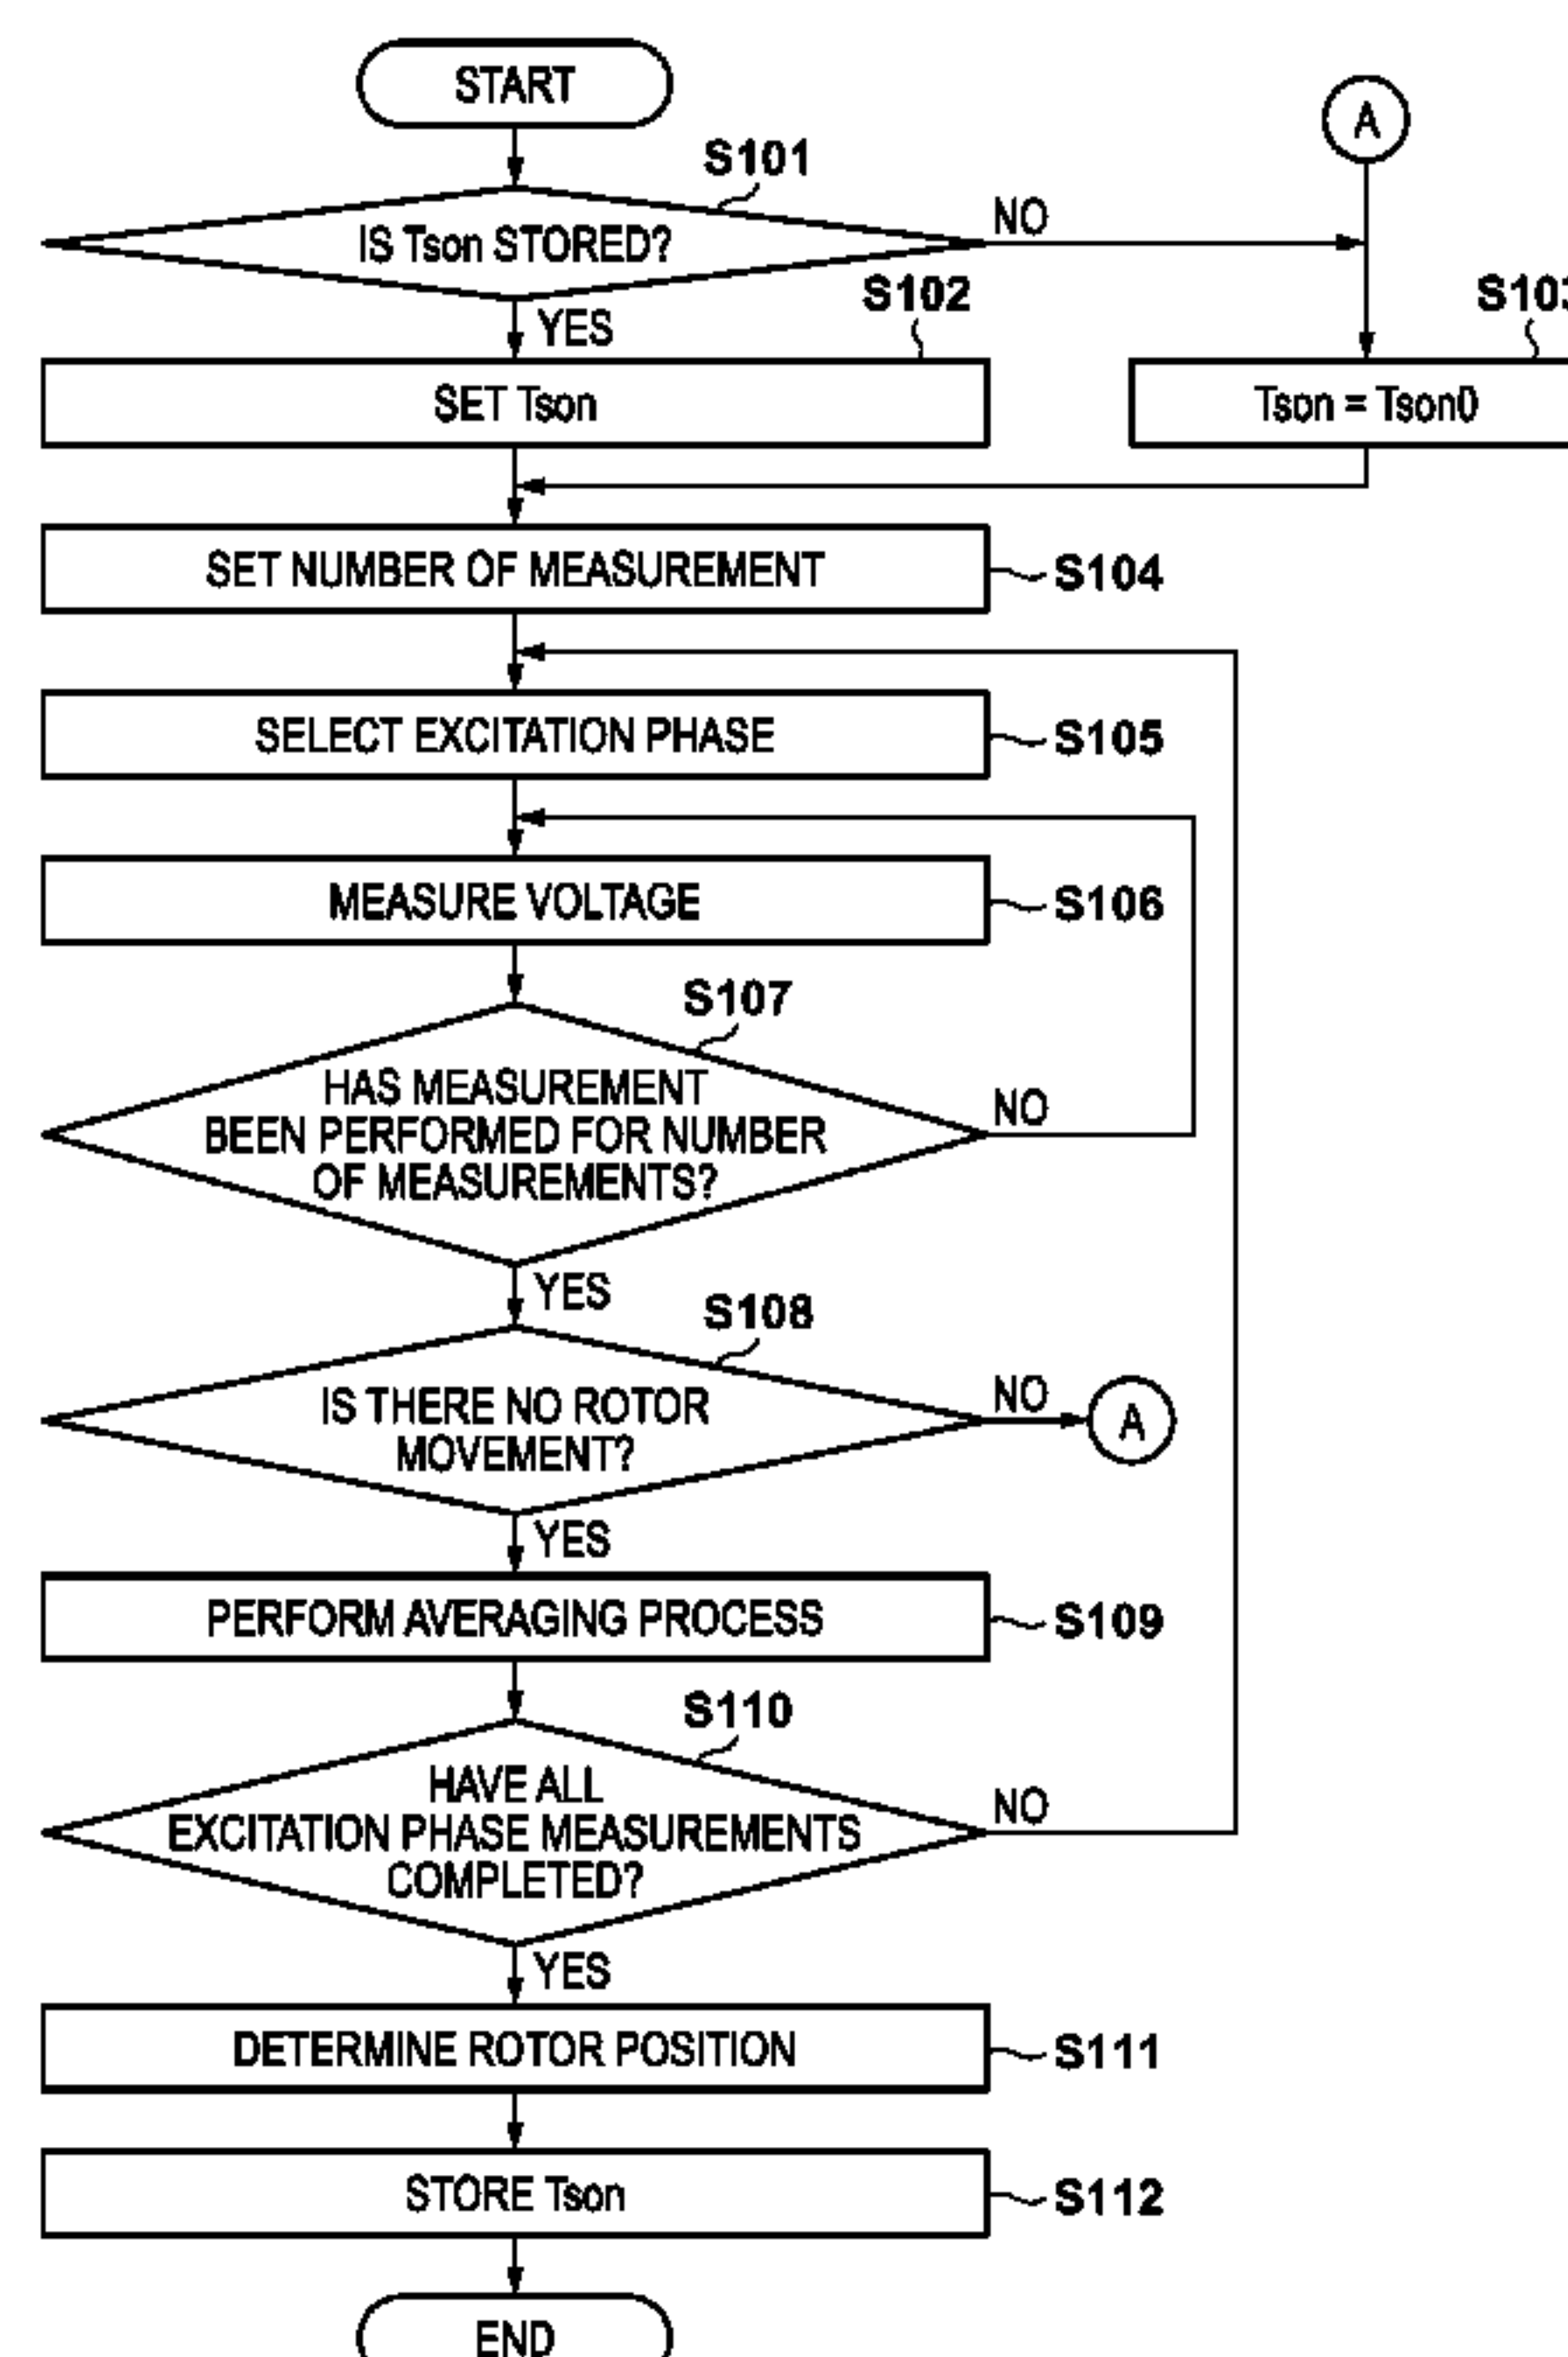 START
A
S101
IS Tson STORED?
NO
YES
S102
S103
SET Tson
Tson = Tson0
SET NUMBER OF MEASUREMENT
S104
SELECT EXCITATION PHASE
S105
MEASURE VOLTAGE
S106
S107
HAS MEASUREMENT
BEEN PERFORMED FOR NUMBER
OF MEASUREMENTS?
NO
YES
S108
IS THERE NO ROTOR
MOVEMENT?
NO
A
YES
PERFORM AVERAGING PROCESS
S109
S110
HAVE ALL
EXCITATION PHASE MEASUREMENTS
COMPLETED?
NO
YES
DETERMINE ROTOR POSITION
S111
STORE Tson
S112
END